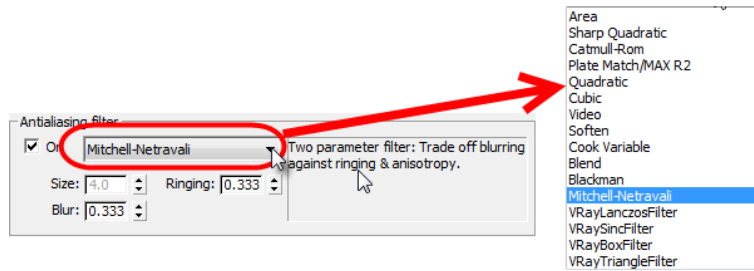 Antialiasing filter
On
Mitchell-Netravali
Two parameter filter: Trade off blurring
against ringing & anisotropy.
Size: 4.0
Ringing: 0.333
Blur: 0.333
Area
Sharp Quadratic
Catmull-Rom
Plate Match/MAX R2
Quadratic
Cubic
Video
Soften
Cook Variable
Blend
Blackman
Mitchell-Netravali
VRayLanczosFilter
VRaySincFilter
VRayBoxFilter
VRayTriangleFilter